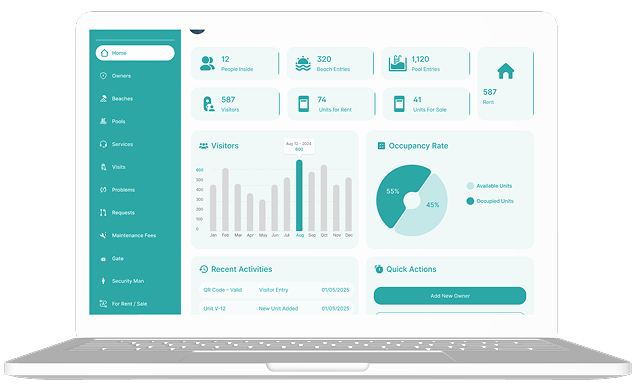 Home
Owners
Beaches
Pools
Services
Visits
Problems
Requests
Maintenance Fees
Gate
Security Man
For Rent / Sale
12
People Inside
320
Beach Entries
1,120
Pool Entries
587
Rent
587
Visitors
74
Units for Rent
41
Units For Sale
Visitors
Aug 12 - 2024
600
600
500
400
300
200
100
0
Jan Feb Mar Apr May Jun Jul Aug Sep Oct Nov Dec
Occupancy Rate
55%
45%
Available Units
Occupied Units
Recent Activities
QR Code – Valid Visitor Entry 01/05/2025
Unit V-12 New Unit Added 01/05/2025
Quick Actions
Add New Owner